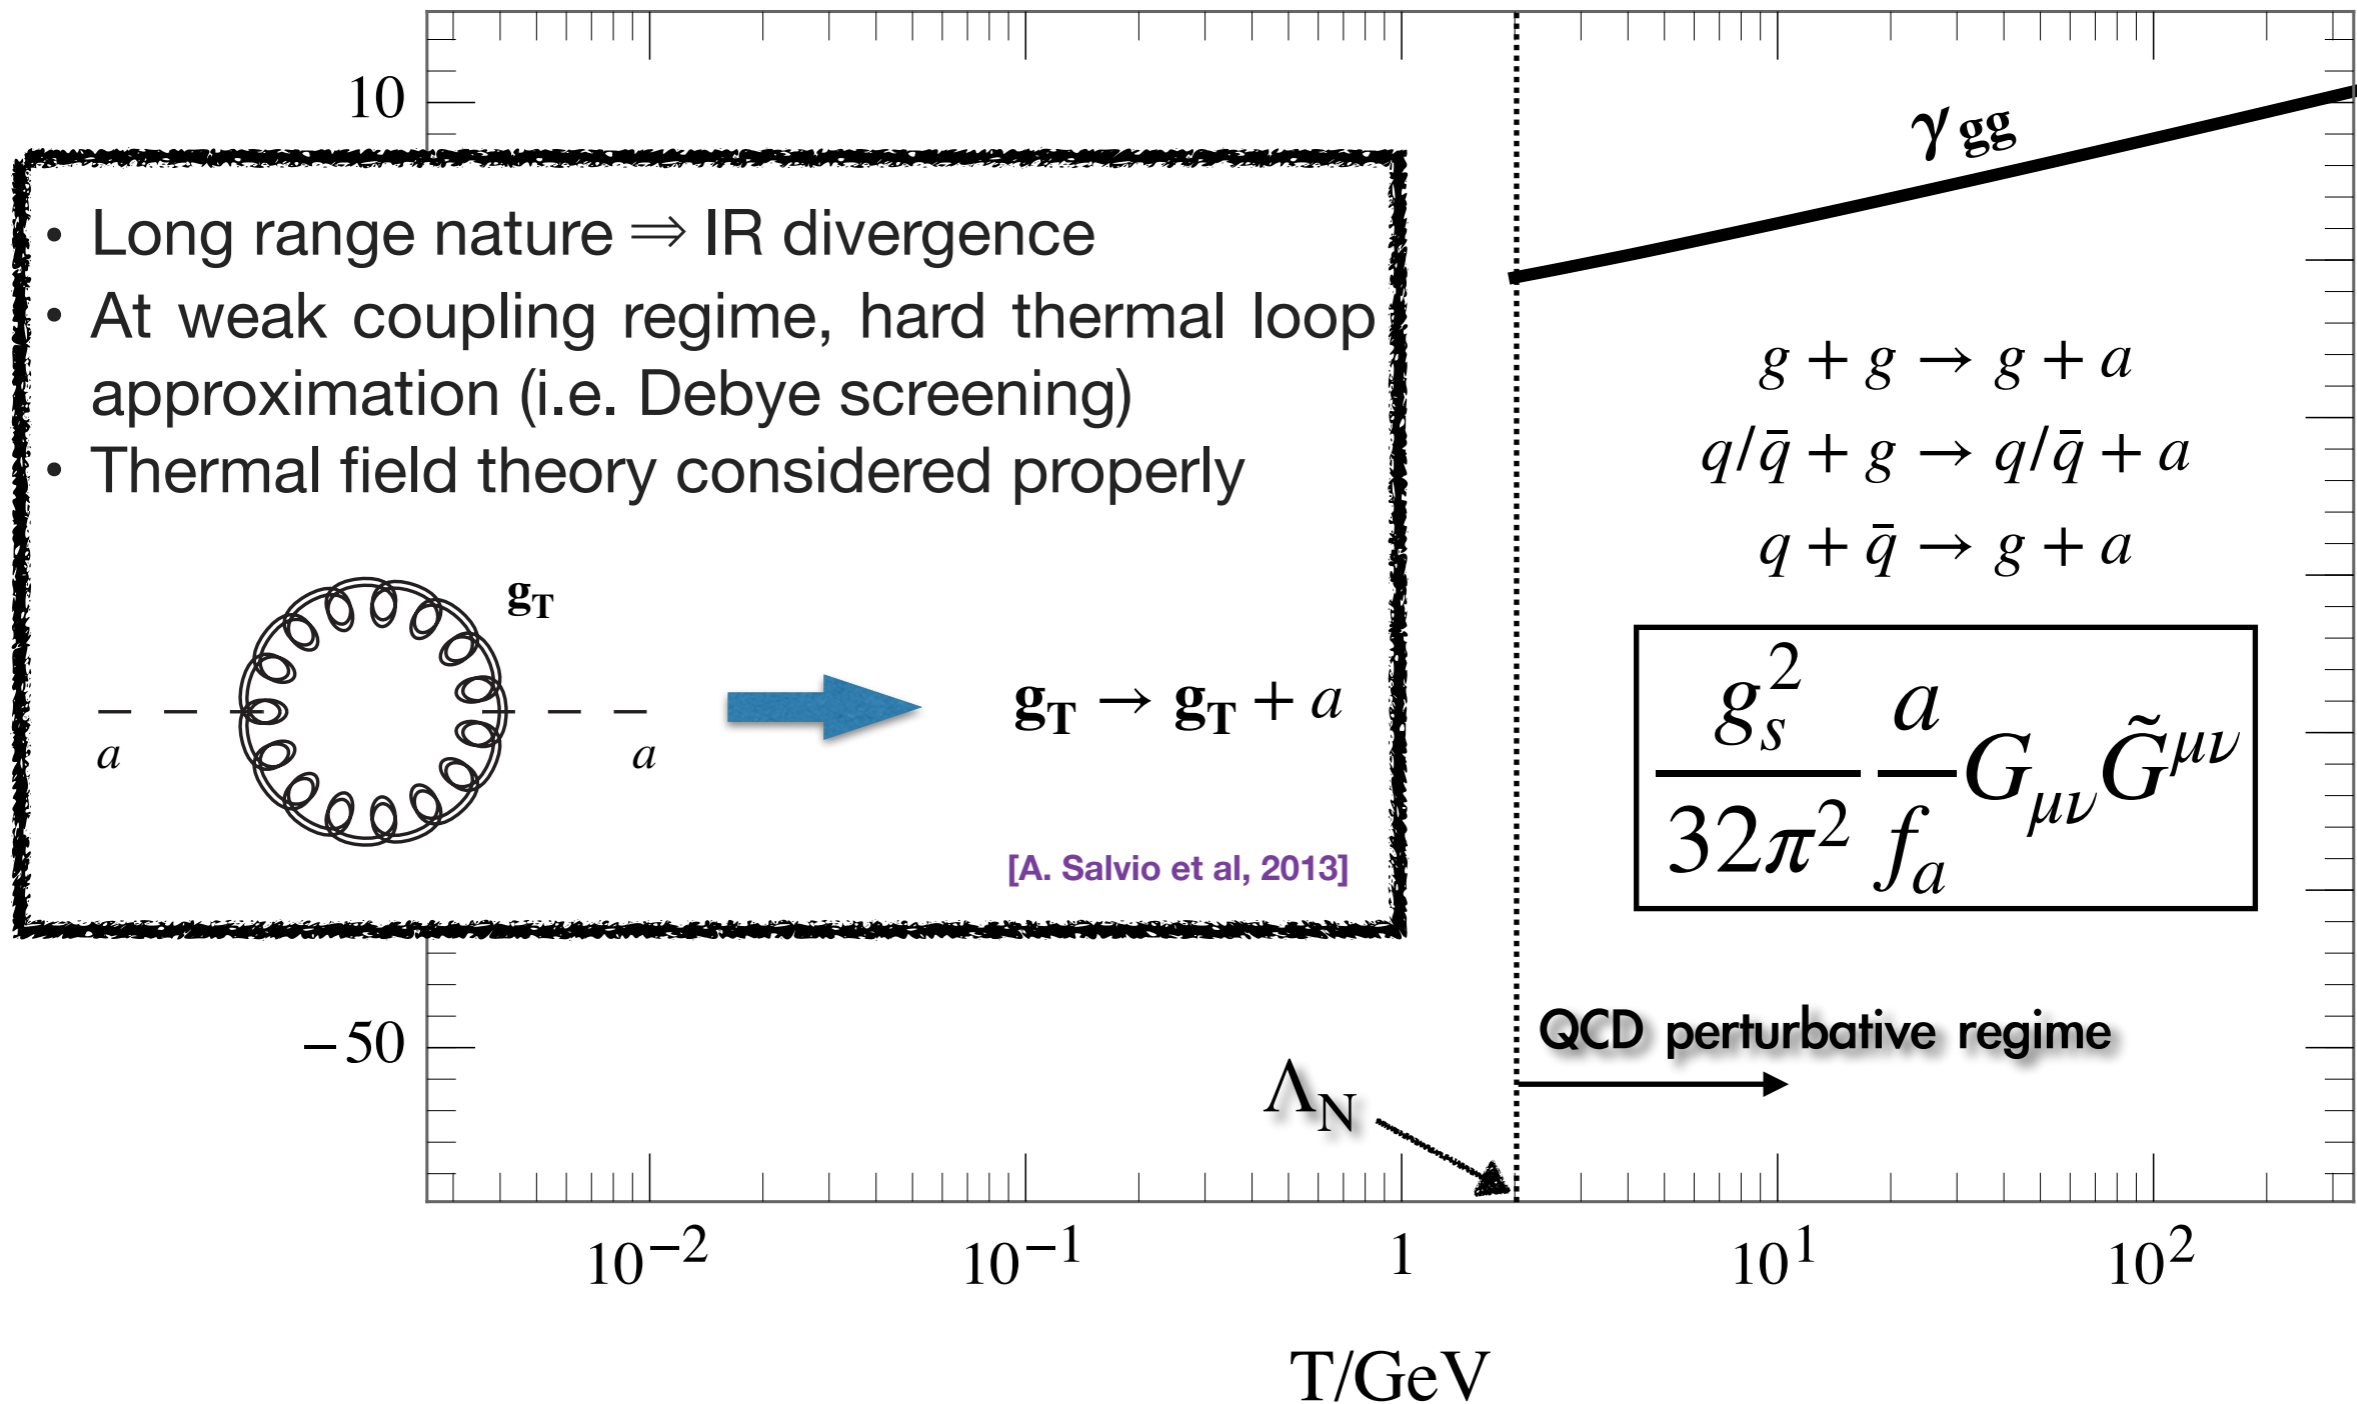 10
γ gg
• Long range nature ⇒ IR divergence
• At weak coupling regime, hard thermal loop
approximation (i.e. Debye screening)
• Thermal field theory considered properly
g_T
a
a
g_T → g_T + a
[A. Salvio et al, 2013]
g + g → g + a
q/q̄ + g → q/q̄ + a
q + q̄ → g + a
g_s^2/32π^2 a/f_a G_μν G̃^μν
−50
QCD perturbative regime
Λ_N
10^−2 10^−1 1 10^1 10^2
T/GeV